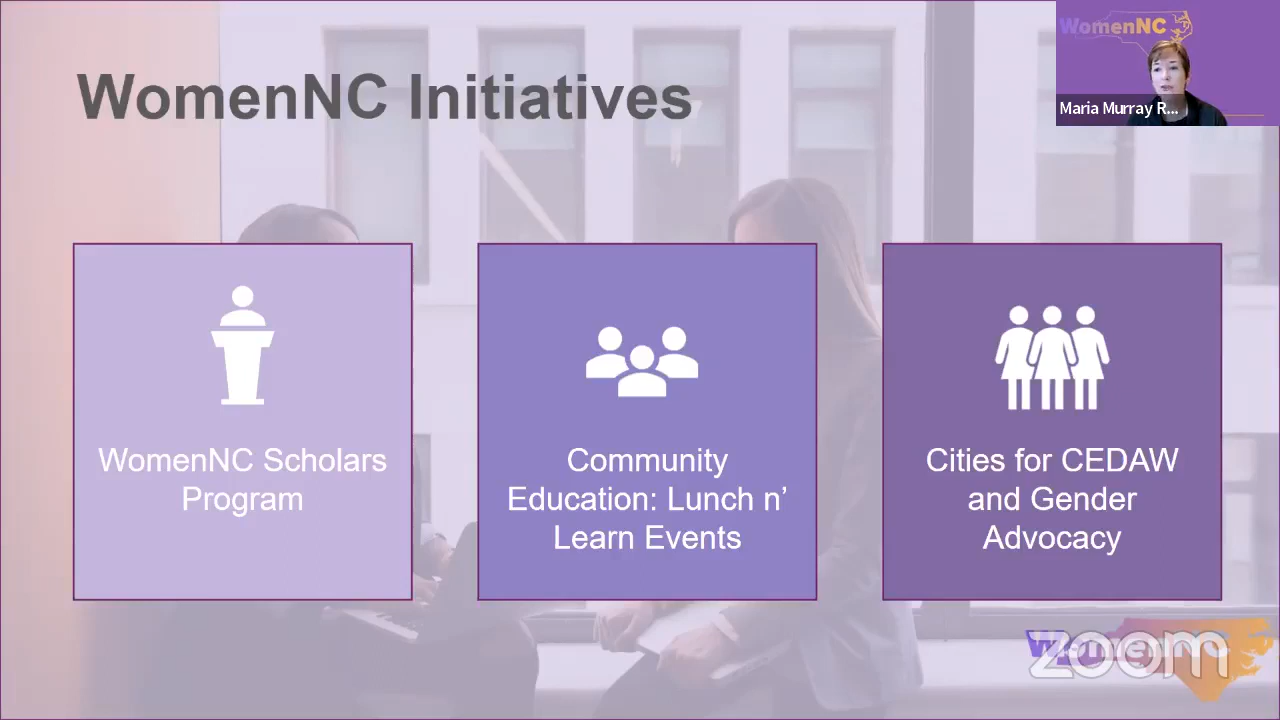 WomenNC Initiatives
WomenNC
Maria Murray R...
WomenNC Scholars
Program
Community
Education: Lunch n’
Learn Events
Cities for CEDAW
and Gender
Advocacy
WomenNC
zoom